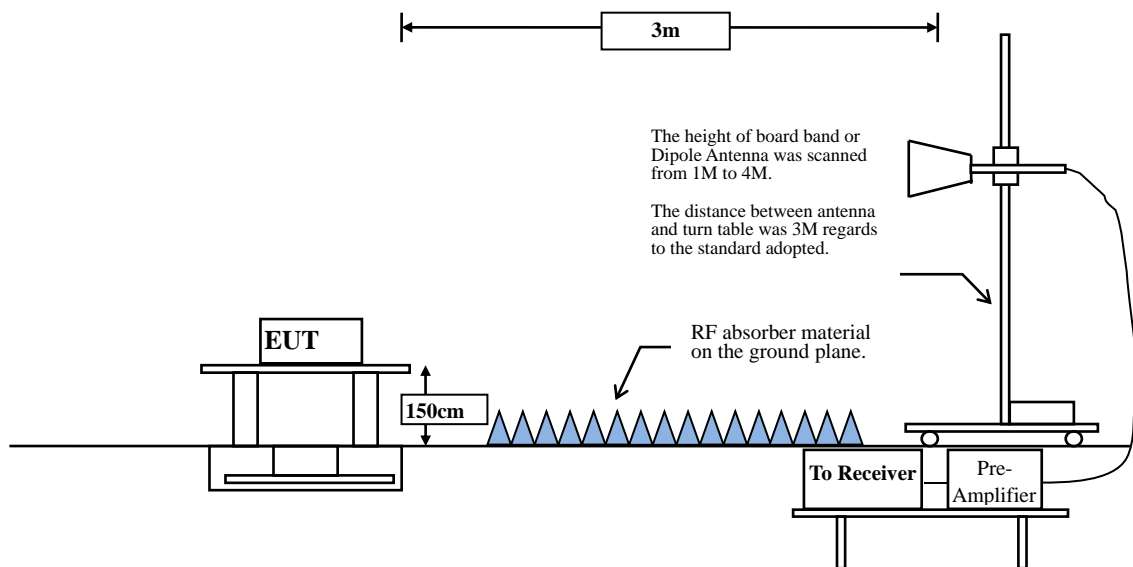 3m
The height of board band or
Dipole Antenna was scanned
from 1M to 4M.
The distance between antenna
and turn table was 3M regards
to the standard adopted.
EUT
RF absorber material
on the ground plane.
150cm
To Receiver
Pre-
Amplifier